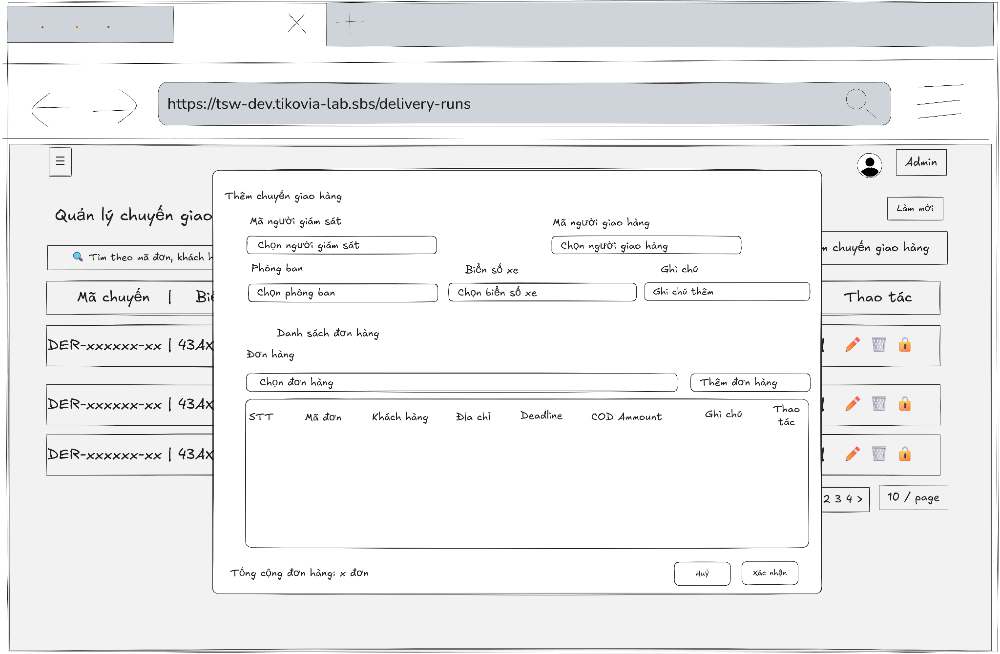 https://tsw-dev.tikovia-lab.sbs/delivery-runs
☰
Admin
Thêm chuyến giao hàng
Quản lý chuyến giao
Làm mới
Mã người giám sát
Mã người giao hàng
Chọn người giám sát
Chọn người giao hàng
🔍 Tìm theo mã đơn, khách h
chuyến giao hàng
Phòng ban
Biển số xe
Ghi chú
Chọn phòng ban
Chọn biển số xe
Ghi chú thêm
Mã chuyến | Biể
Thao tác
Danh sách đơn hàng
DER-xxxxxx-xx | 43AX
Đơn hàng
Chọn đơn hàng
Thêm đơn hàng
DER-xxxxxx-xx | 43AX
STT
Mã đơn
Khách hàng
Địa chỉ
Deadline
COD Ammount
Ghi chú
Thao
tác
DER-xxxxxx-xx | 43AX
2 3 4 >
10 / page
Tổng cộng đơn hàng: x đơn
Huỷ
Xác nhận